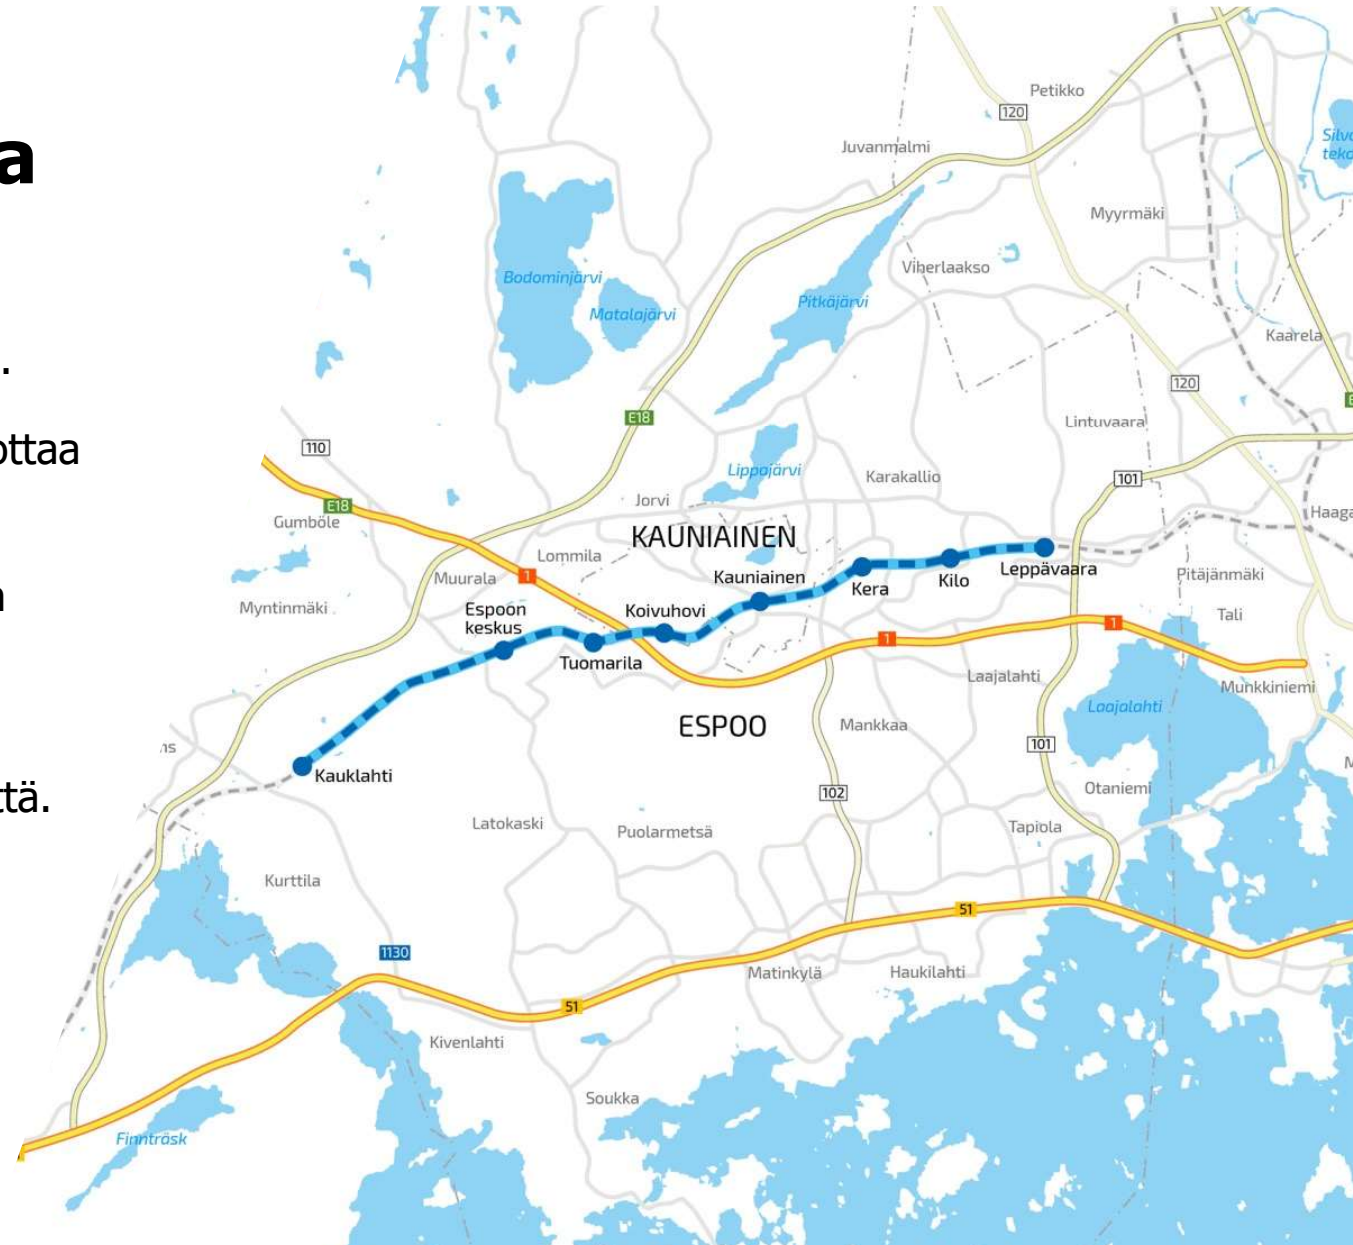 a
.
ottaa
ttä.
Petikko
120
Juvanmalmi
Myyrmäki
Viherlaakso
Bodominjärvi
Matalajärvi
Pitkäjärvi
Kaarela
120
E18
Lintuvaara
110
Lippajärvi
Karakallio
101
E18
Jorvi
Gumböle
KAUNIAINEN
Lommila
1
Muurala
Kauniainen
Kera
Kilo
Leppävaara
Pitäjänmäki
Myntinmäki
Espoon
keskus
Koivuhovi
Tali
1
1
Tuomarila
Laajalahti
Munkkiniemi
Laajalahti
ESPOO
Mankkaa
101
Kauklahti
102
Otaniemi
Latokaski
Puolarmetsä
Tapiola
Kurttila
51
1130
Matinkylä
Haukilahti
51
Kivenlahti
Soukka
Finnträsk